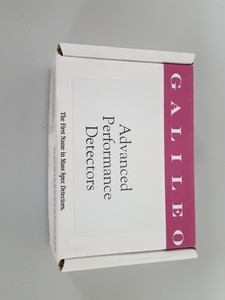 GALILEO
Advanced
Performance
Detectors
The First Name in Mass Spec Detectors.